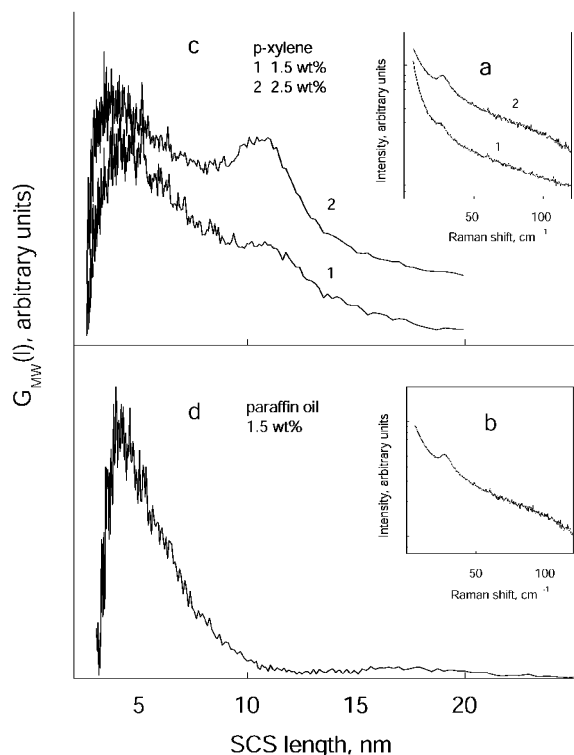 c
p-xylene
1 1.5 wt%
2 2.5 wt%
2
1
a
2
1
Intensity, arbitrary units
50 100
Raman shift, cm⁻¹
G_MW(l), arbitrary units
d
paraffin oil
1.5 wt%
b
Intensity, arbitrary units
50 100
Raman shift, cm⁻¹
5 10 15 20
SCS length, nm